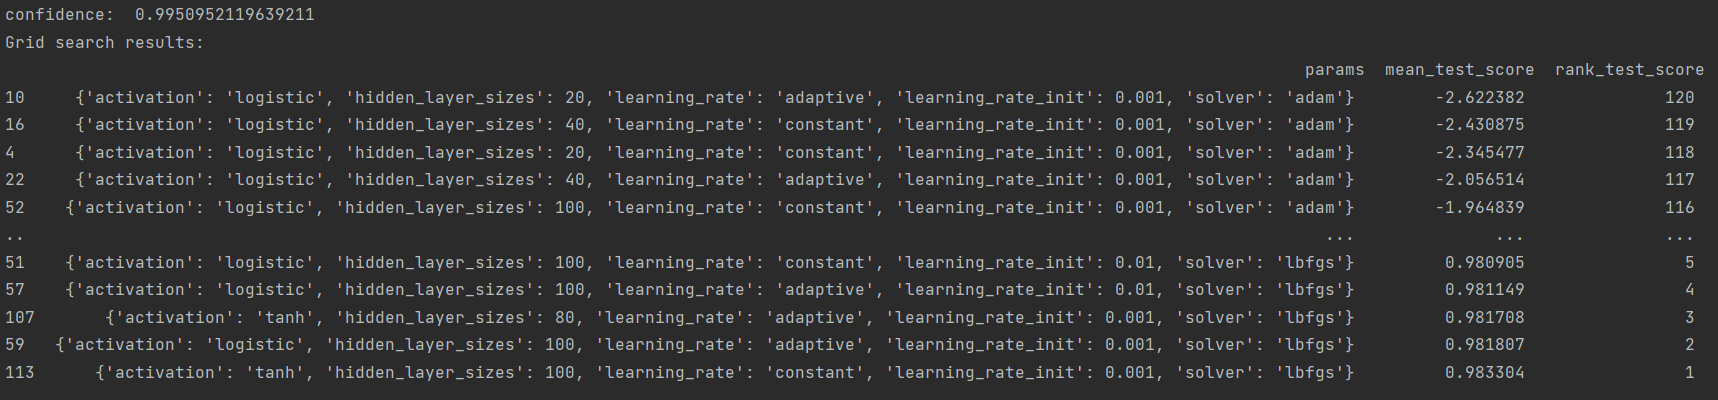 confidence:  0.9950952119639211
Grid search results:
params  mean_test_score  rank_test_score
10     {'activation': 'logistic', 'hidden_layer_sizes': 20, 'learning_rate': 'adaptive', 'learning_rate_init': 0.001, 'solver': 'adam'}        -2.622382              120
16     {'activation': 'logistic', 'hidden_layer_sizes': 40, 'learning_rate': 'constant', 'learning_rate_init': 0.001, 'solver': 'adam'}        -2.430875              119
4      {'activation': 'logistic', 'hidden_layer_sizes': 20, 'learning_rate': 'constant', 'learning_rate_init': 0.001, 'solver': 'adam'}        -2.345477              118
22     {'activation': 'logistic', 'hidden_layer_sizes': 40, 'learning_rate': 'adaptive', 'learning_rate_init': 0.001, 'solver': 'adam'}        -2.056514              117
52    {'activation': 'logistic', 'hidden_layer_sizes': 100, 'learning_rate': 'constant', 'learning_rate_init': 0.001, 'solver': 'adam'}        -1.964839              116
..    ...              ...              ...
51    {'activation': 'logistic', 'hidden_layer_sizes': 100, 'learning_rate': 'constant', 'learning_rate_init': 0.01, 'solver': 'lbfgs'}         0.980905                5
57    {'activation': 'logistic', 'hidden_layer_sizes': 100, 'learning_rate': 'adaptive', 'learning_rate_init': 0.01, 'solver': 'lbfgs'}         0.981149                4
107       {'activation': 'tanh', 'hidden_layer_sizes': 80, 'learning_rate': 'adaptive', 'learning_rate_init': 0.001, 'solver': 'lbfgs'}         0.981708                3
59   {'activation': 'logistic', 'hidden_layer_sizes': 100, 'learning_rate': 'adaptive', 'learning_rate_init': 0.001, 'solver': 'lbfgs'}         0.981807                2
113      {'activation': 'tanh', 'hidden_layer_sizes': 100, 'learning_rate': 'constant', 'learning_rate_init': 0.001, 'solver': 'lbfgs'}         0.983304                1